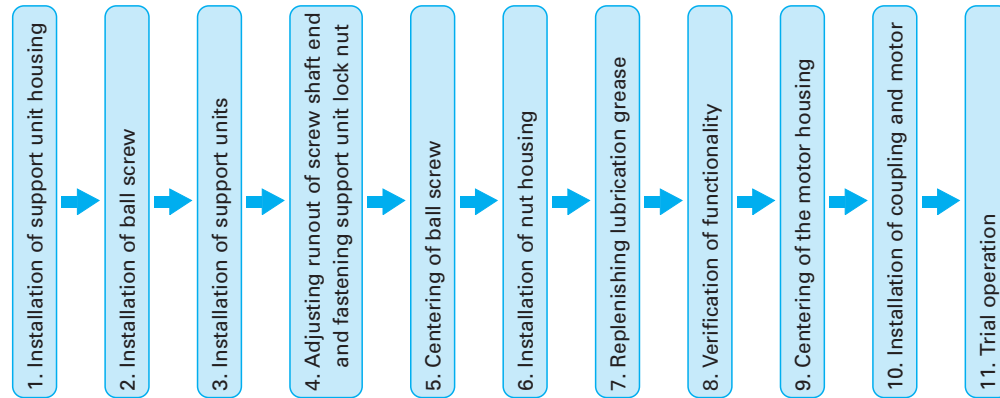 1. Installation of support unit housing
2. Installation of ball screw
3. Installation of support units
4. Adjusting runout of screw shaft end
and fastening support unit lock nut
5. Centering of ball screw
6. Installation of nut housing
7. Replenishing lubrication grease
8. Verification of functionality
9. Centering of the motor housing
10. Installation of coupling and motor
11. Trial operation